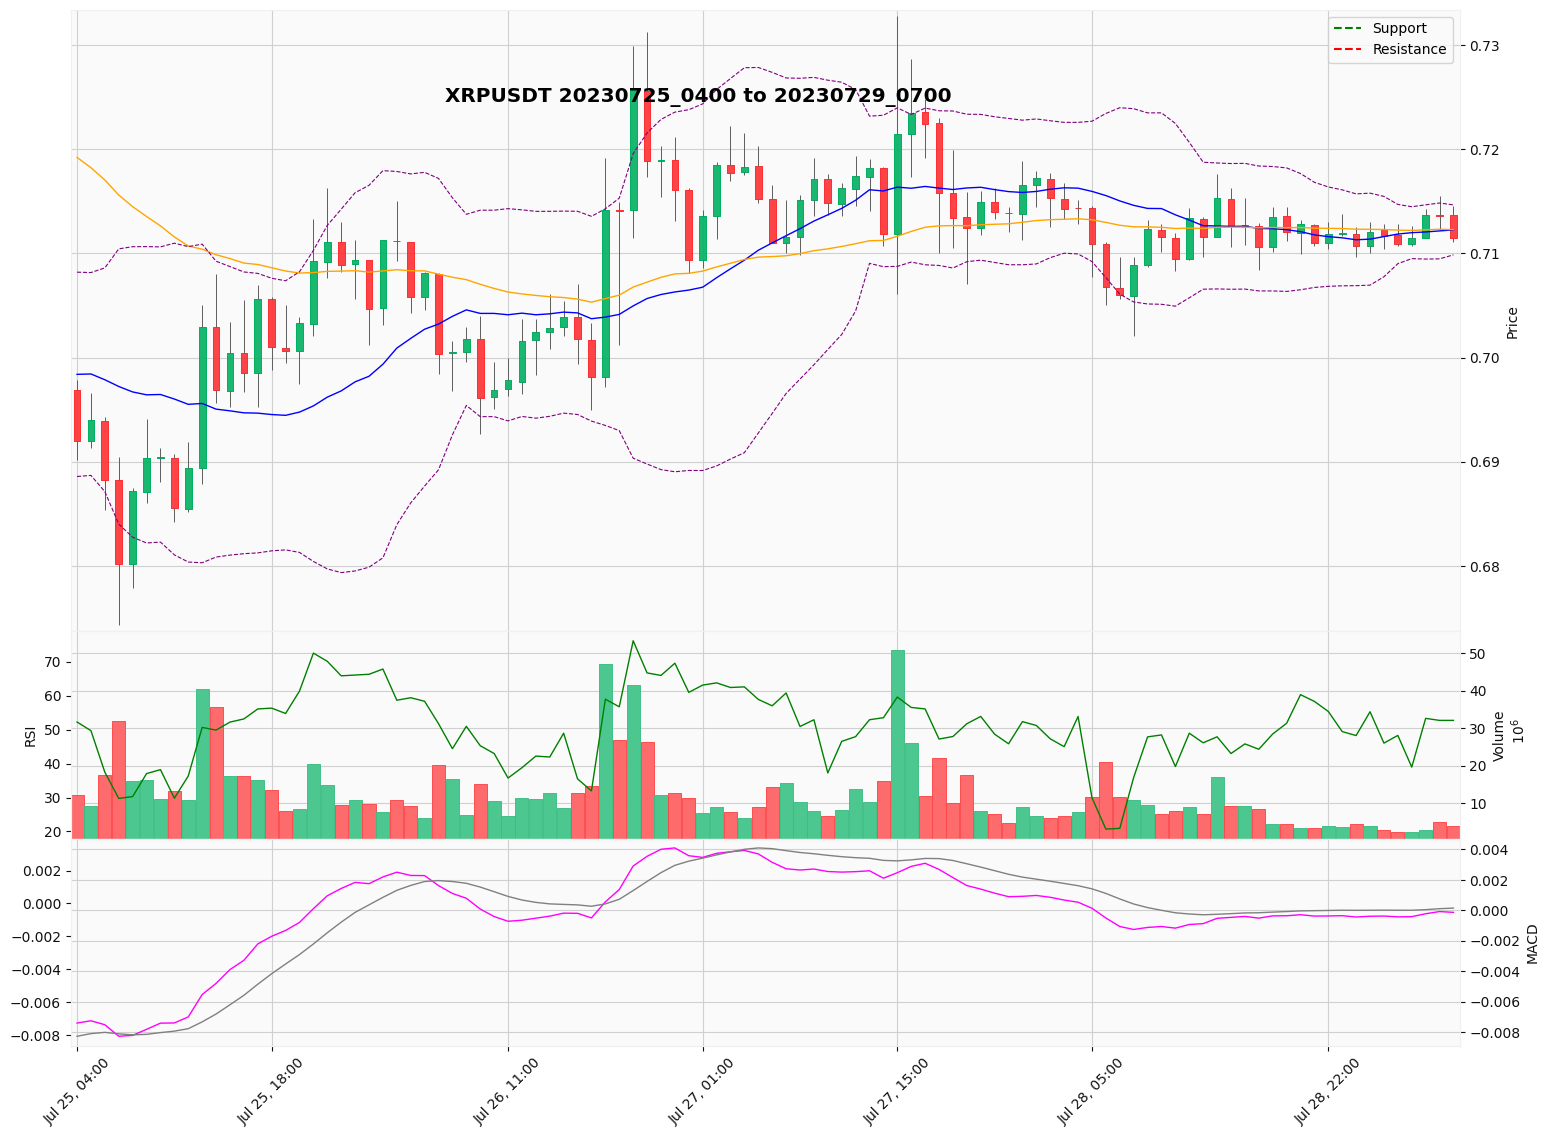 XRPUSDT 20230725_0400 to 20230729_0700
Support
Resistance
0.73
0.72
0.71
0.70
0.69
0.68
Price
70
60
50
40
30
20
RSI
50
40
30
20
10
Volume
10^6
0.002
0.000
−0.002
−0.004
−0.006
−0.008
0.004
0.002
0.000
−0.002
−0.004
−0.006
−0.008
MACD
Jul 25, 04:00
Jul 25, 18:00
Jul 26, 11:00
Jul 27, 01:00
Jul 27, 15:00
Jul 28, 05:00
Jul 28, 22:00